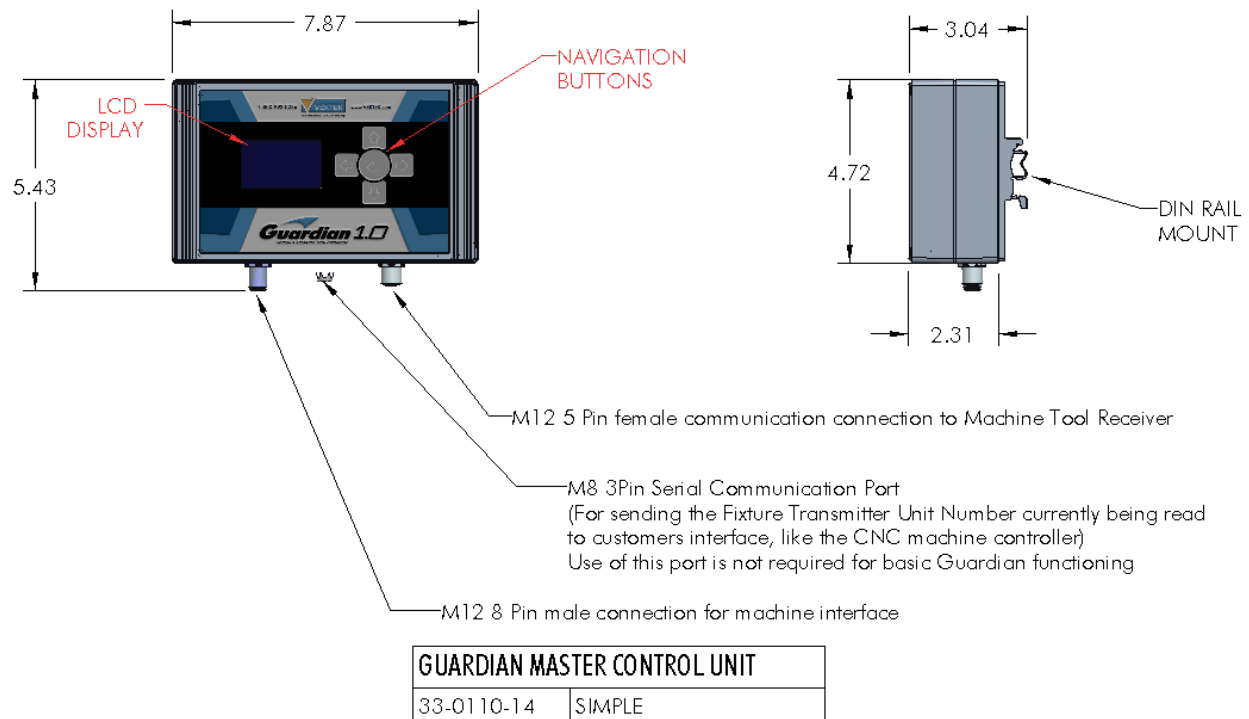 7.87
3.04
NAVIGATION
BUTTONS
LCD
DISPLAY
VEKTEK
5.43
4.72
Guardian 1.0
DIN RAIL
MOUNT
2.31
M12 5 Pin female communication connection to Machine Tool Receiver
M8 3Pin Serial Communication Port
(For sending the Fixture Transmitter Unit Number currently being read
to customers interface, like the CNC machine controller)
Use of this port is not required for basic Guardian functioning
M12 8 Pin male connection for machine interface
GUARDIAN MASTER CONTROL UNIT
33-0110-14 SIMPLE